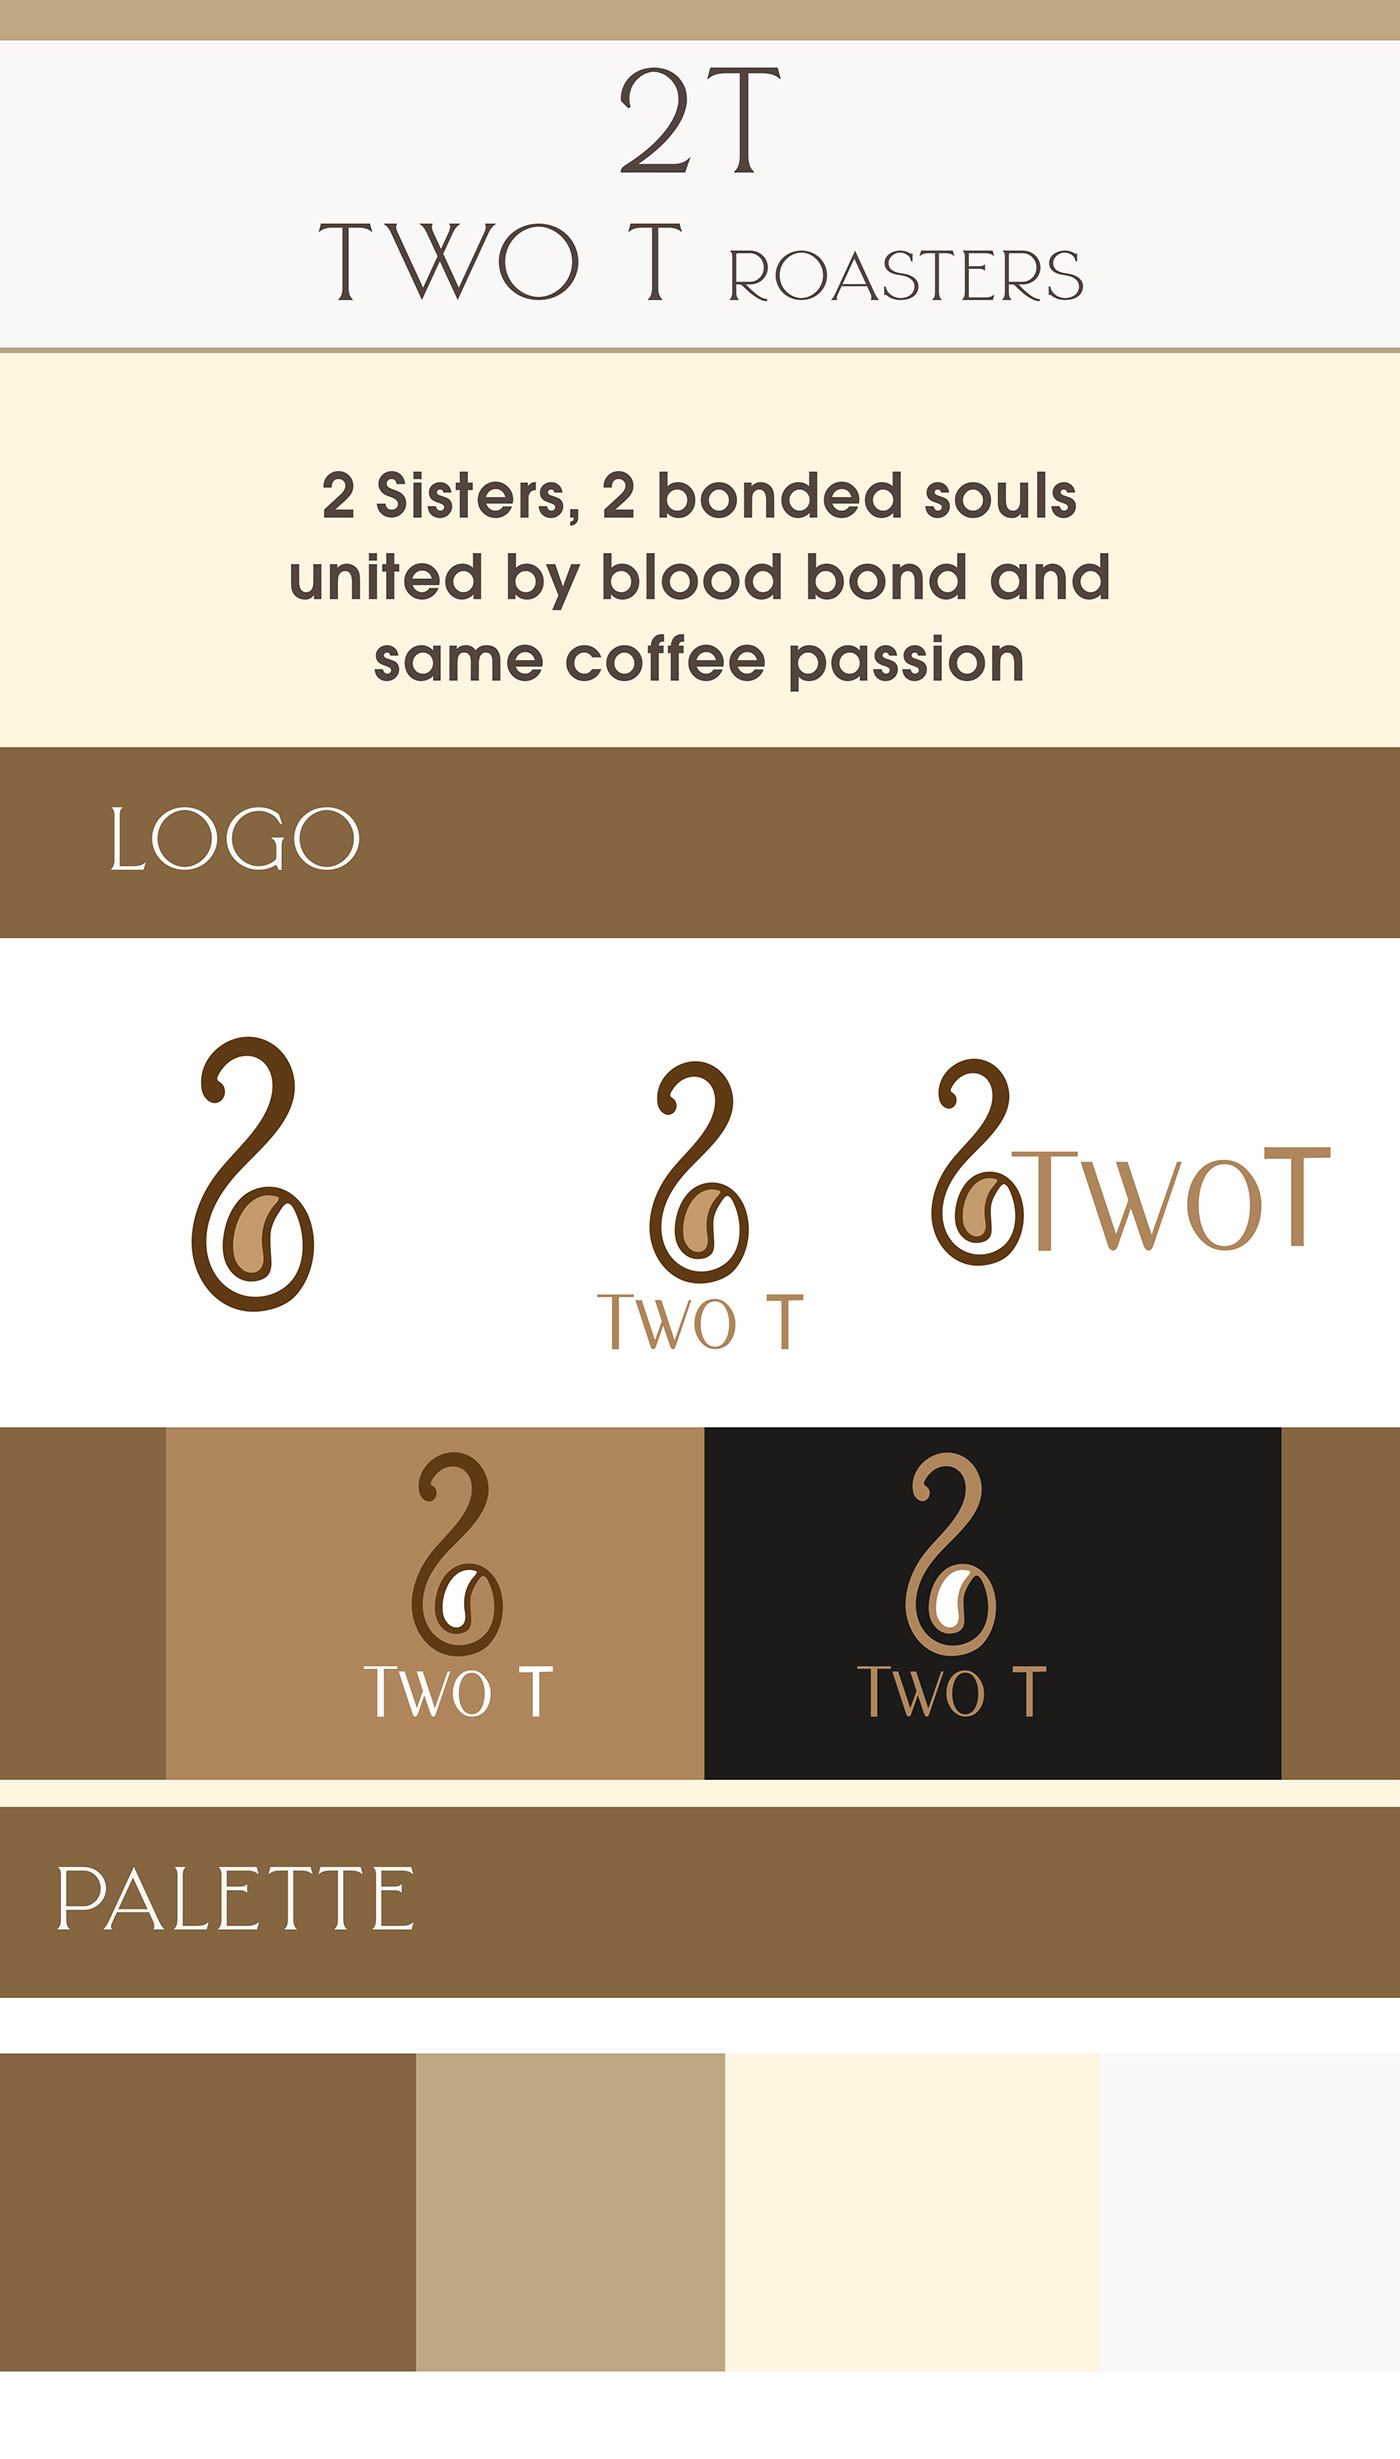 2T
TWO T ROASTERS
2 Sisters, 2 bonded souls
united by blood bond and
same coffee passion
LOGO
TWO T
TWOT
TWO T
TWO T
PALETTE